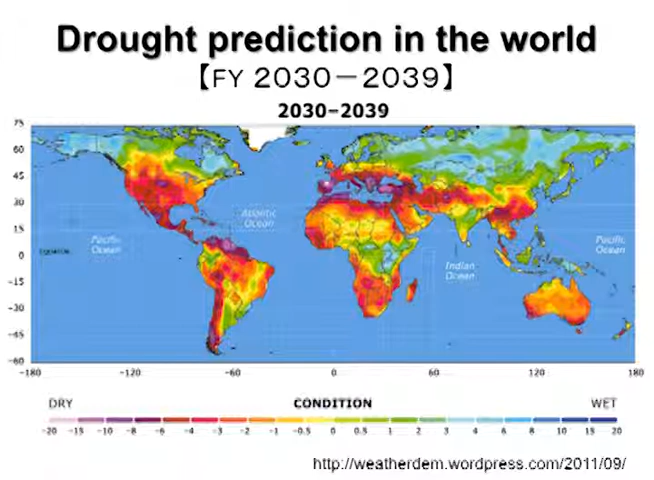 Drought prediction in the world
【FY 2030－2039】
2030–2039
75
60
45
30
15
0
-15
-30
-45
-60
Atlantic
Ocean
Pacific
Ocean
Pacific
Ocean
Indian
Ocean
-180 -120 -60 0 60 120 180
DRY CONDITION WET
-20 -15 -10 -8 -6 -4 -3 -2 -1 -0.5 0 0.5 1 2 3 4 6 8 10 15 20
http://weatherdem.wordpress.com/2011/09/